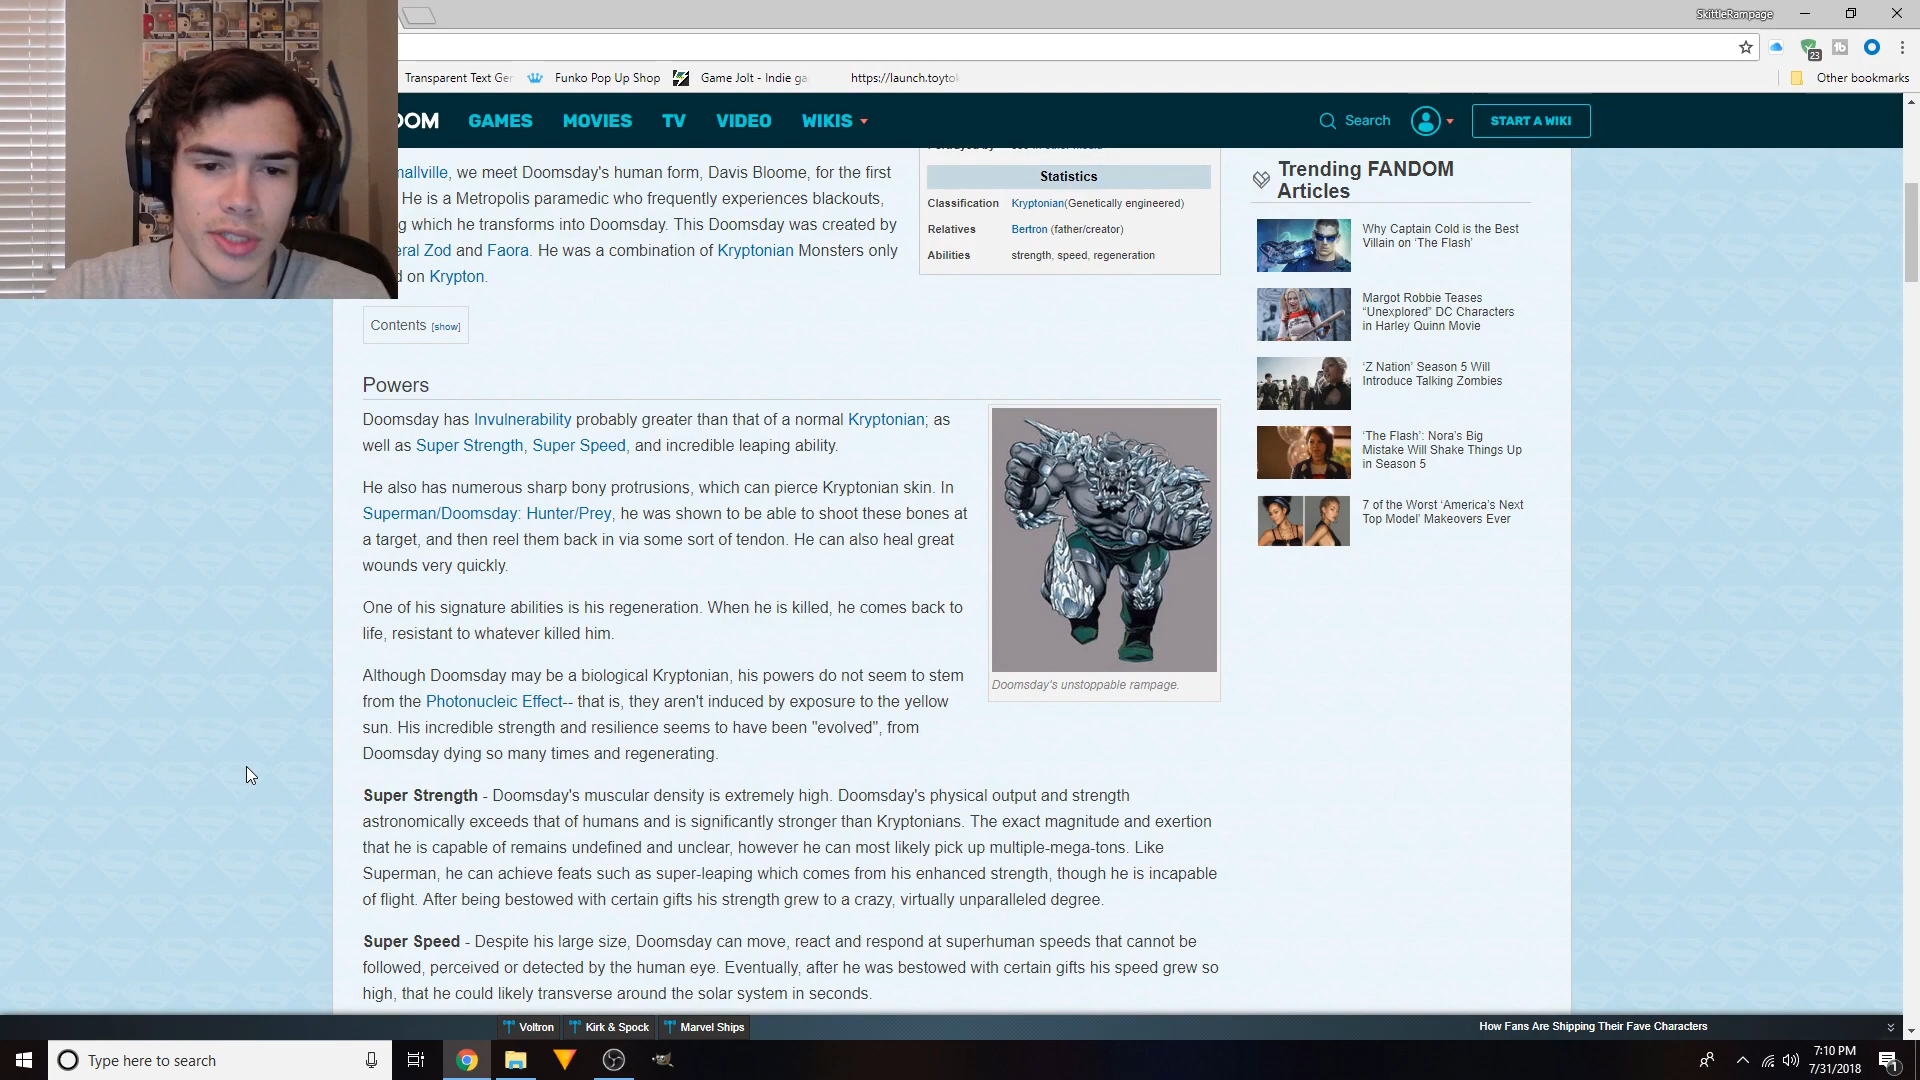 SkittleRampage
23
Transparent Text Ger
Funko Pop Up Shop
Game Jolt - Indie ga
https://launch.toytok
Other bookmarks
DOM
GAMES
MOVIES
TV
VIDEO
WIKIS
Search
START A WIKI
nallville, we meet Doomsday's human form, Davis Bloome, for the first
He is a Metropolis paramedic who frequently experiences blackouts,
g which he transforms into Doomsday. This Doomsday was created by
eral Zod and Faora. He was a combination of Kryptonian Monsters only
d on Krypton.
Statistics
Classification Kryptonian(Genetically engineered)
Relatives Bertron (father/creator)
Abilities strength, speed, regeneration
Contents [show]
Powers
Doomsday has Invulnerability probably greater than that of a normal Kryptonian; as
well as Super Strength, Super Speed, and incredible leaping ability.
He also has numerous sharp bony protrusions, which can pierce Kryptonian skin. In
Superman/Doomsday: Hunter/Prey, he was shown to be able to shoot these bones at
a target, and then reel them back in via some sort of tendon. He can also heal great
wounds very quickly.
One of his signature abilities is his regeneration. When he is killed, he comes back to
life, resistant to whatever killed him.
Although Doomsday may be a biological Kryptonian, his powers do not seem to stem
from the Photonucleic Effect-- that is, they aren't induced by exposure to the yellow
sun. His incredible strength and resilience seems to have been "evolved", from
Doomsday dying so many times and regenerating.
Doomsday's unstoppable rampage.
Super Strength - Doomsday's muscular density is extremely high. Doomsday's physical output and strength
astronomically exceeds that of humans and is significantly stronger than Kryptonians. The exact magnitude and exertion
that he is capable of remains undefined and unclear, however he can most likely pick up multiple-mega-tons. Like
Superman, he can achieve feats such as super-leaping which comes from his enhanced strength, though he is incapable
of flight. After being bestowed with certain gifts his strength grew to a crazy, virtually unparalleled degree.
Super Speed - Despite his large size, Doomsday can move, react and respond at superhuman speeds that cannot be
followed, perceived or detected by the human eye. Eventually, after he was bestowed with certain gifts his speed grew so
high, that he could likely transverse around the solar system in seconds.
Trending FANDOM
Articles
Why Captain Cold is the Best
Villain on 'The Flash'
Margot Robbie Teases
"Unexplored" DC Characters
in Harley Quinn Movie
'Z Nation' Season 5 Will
Introduce Talking Zombies
'The Flash': Nora's Big
Mistake Will Shake Things Up
in Season 5
7 of the Worst 'America's Next
Top Model' Makeovers Ever
Voltron
Kirk & Spock
Marvel Ships
How Fans Are Shipping Their Fave Characters
Type here to search
7:10 PM
7/31/2018
1